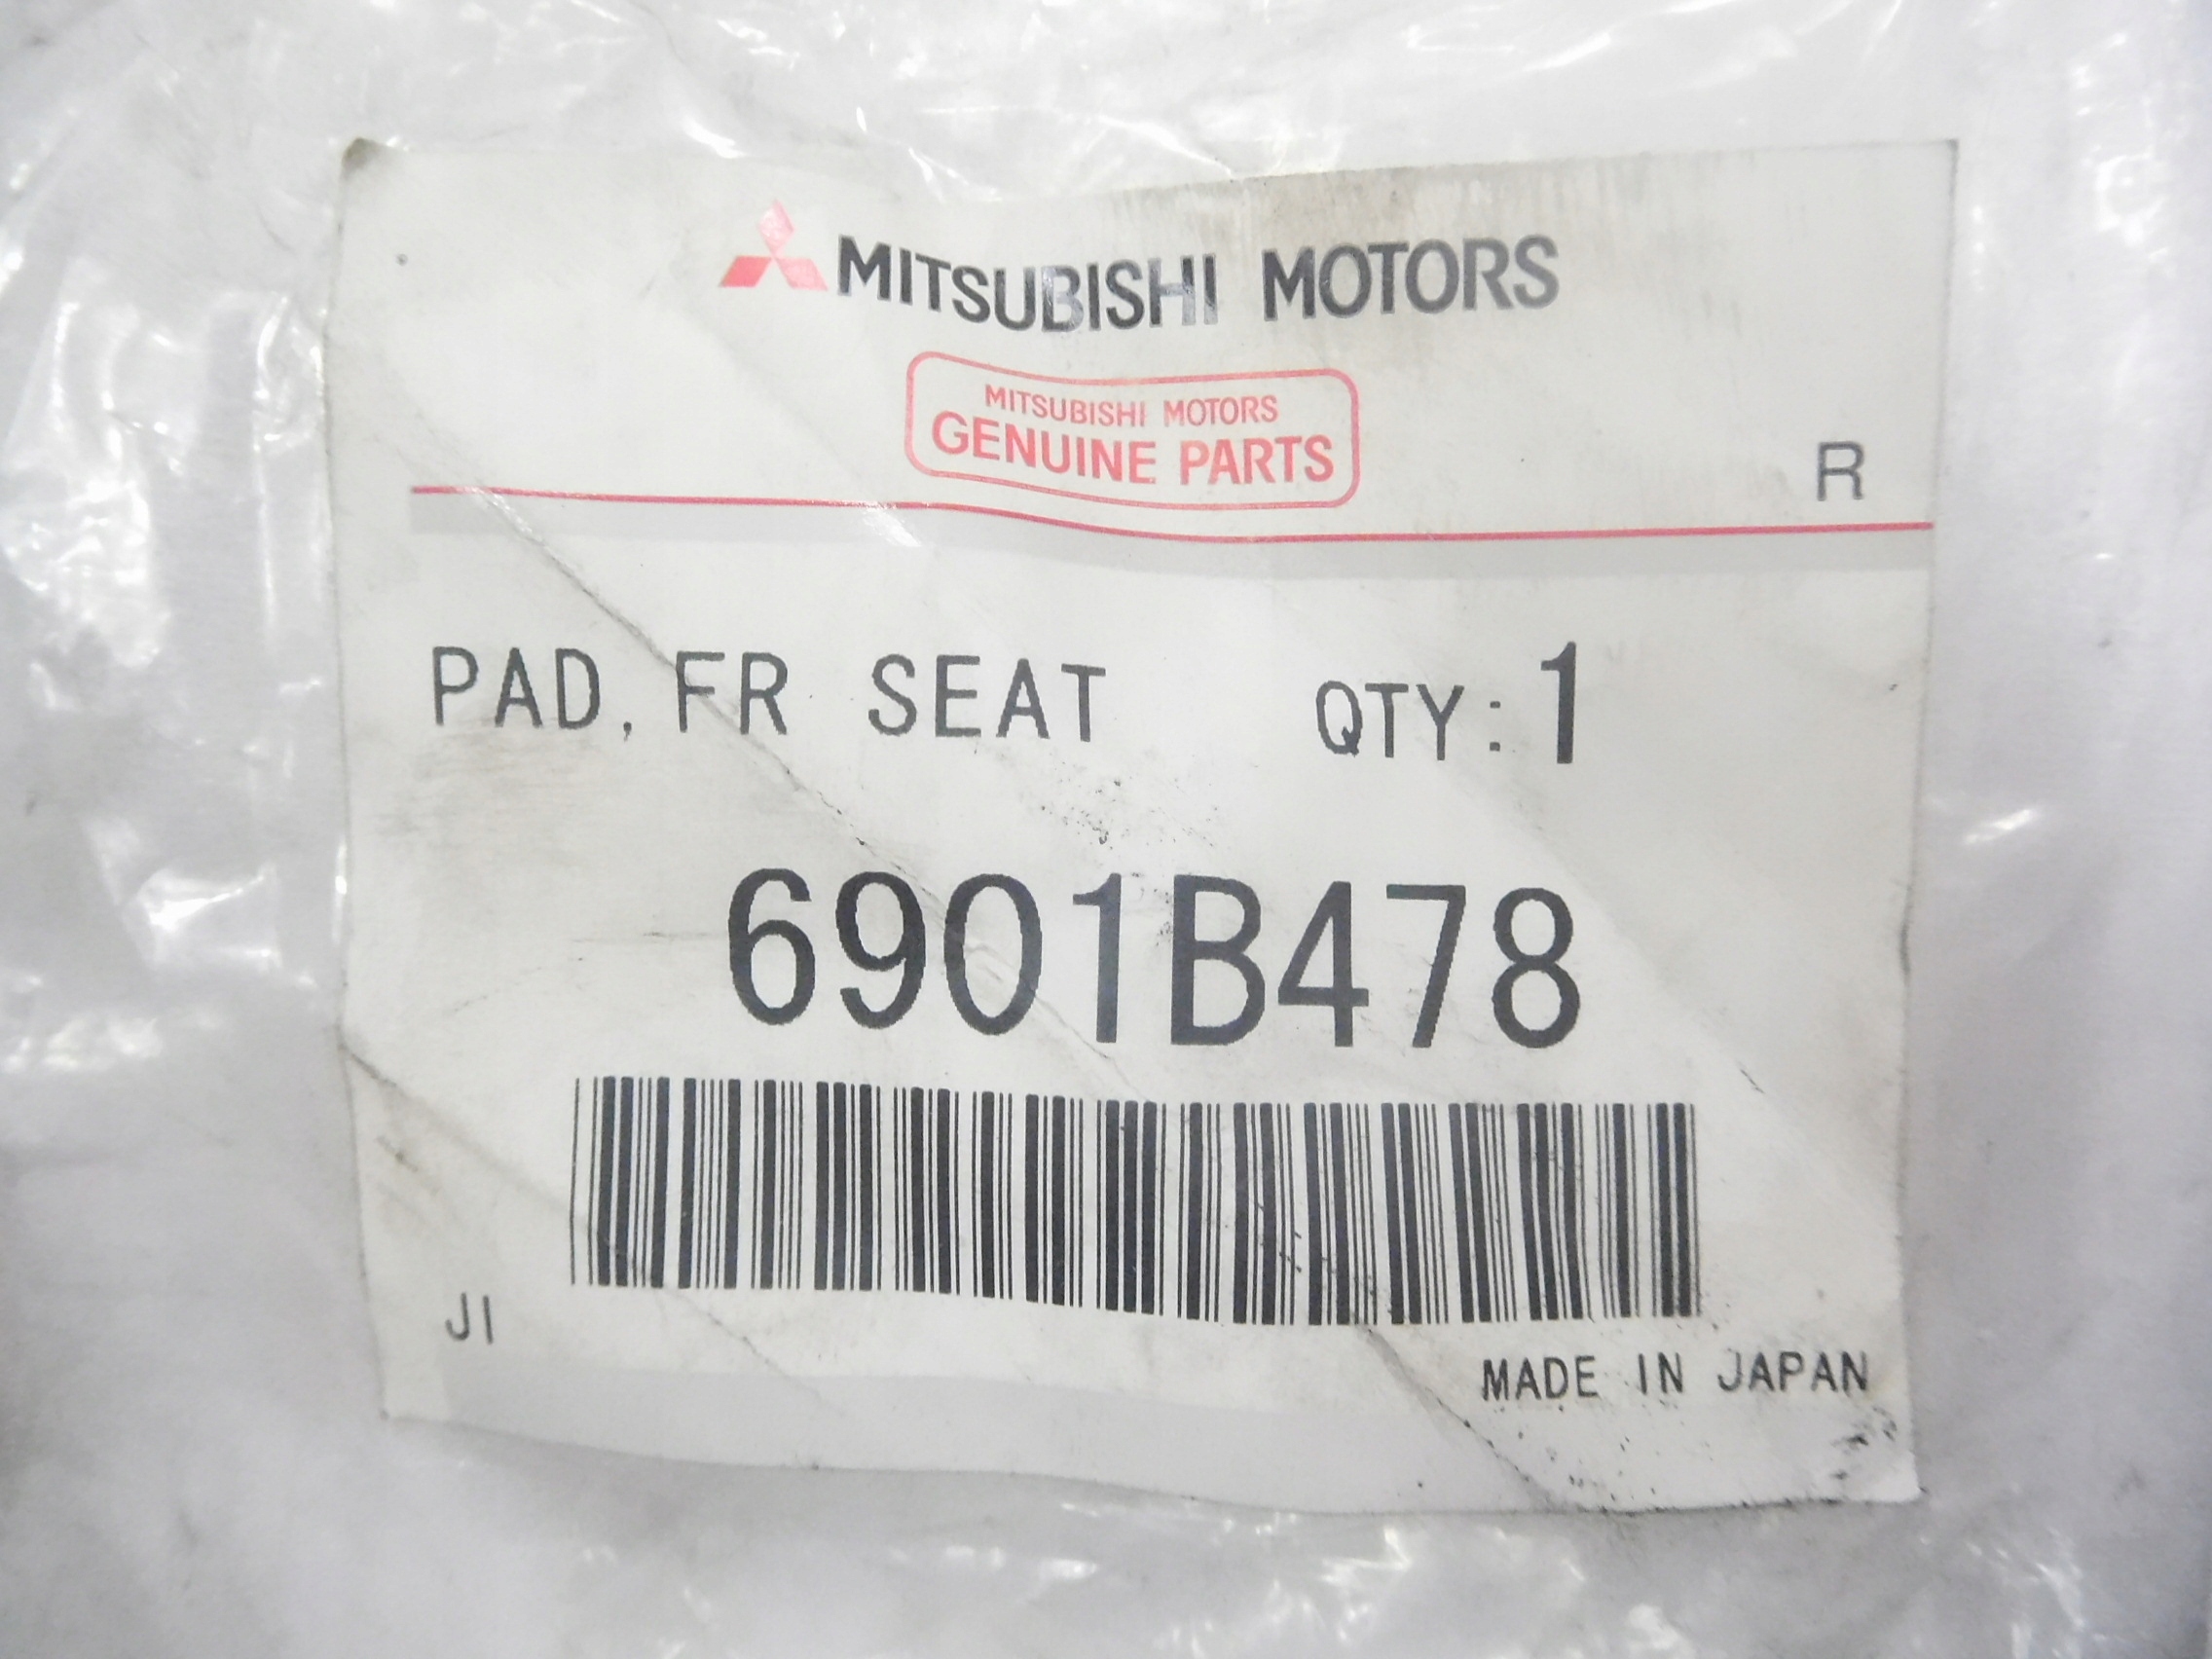 MITSUBISHI MOTORS
MITSUBISHI MOTORS
GENUINE PARTS
R
PAD, FR SEAT QTY: 1
6901B478
JI
MADE IN JAPAN